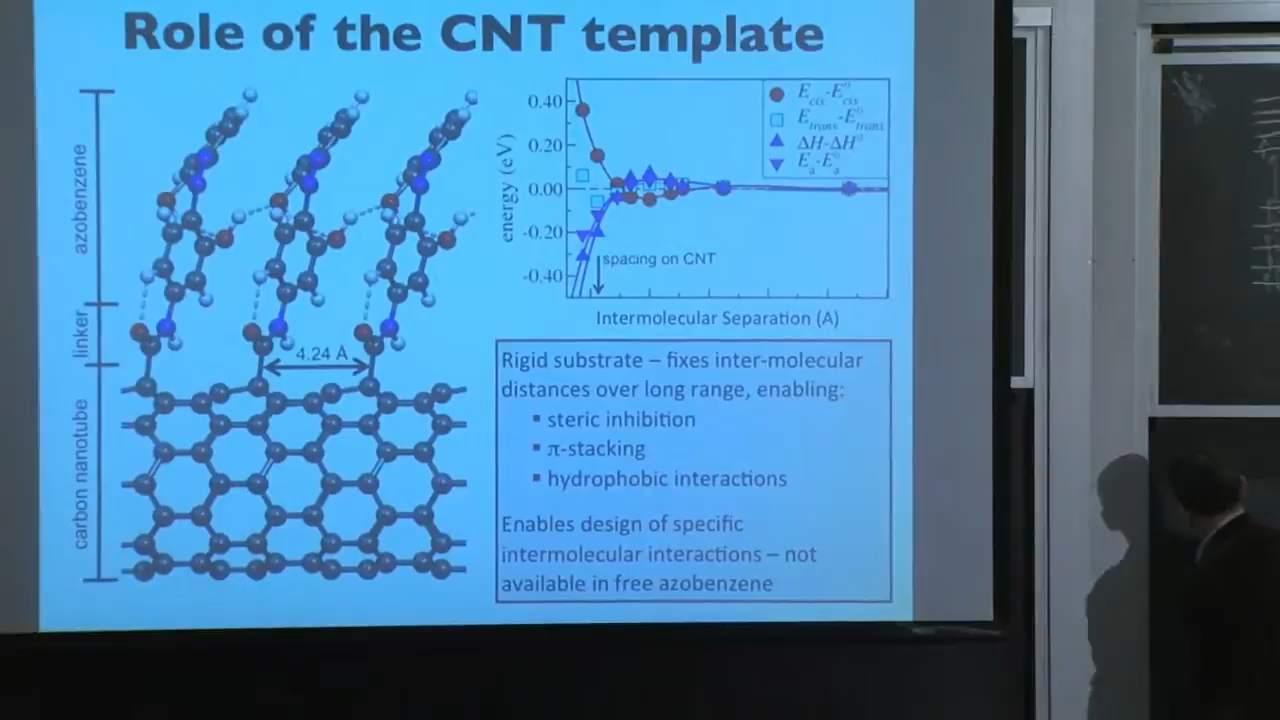 Role of the CNT template
azobenzene
linker
carbon nanotube
4.24 Å
energy (eV)
0.40
0.20
0.00
-0.20
-0.40
E_cis-E°_cis
E_trans-E°_trans
ΔH-ΔH°
E_a-E°_a
spacing on CNT
Intermolecular Separation (A)
Rigid substrate – fixes inter-molecular
distances over long range, enabling:
▪ steric inhibition
▪ π-stacking
▪ hydrophobic interactions
Enables design of specific
intermolecular interactions – not
available in free azobenzene